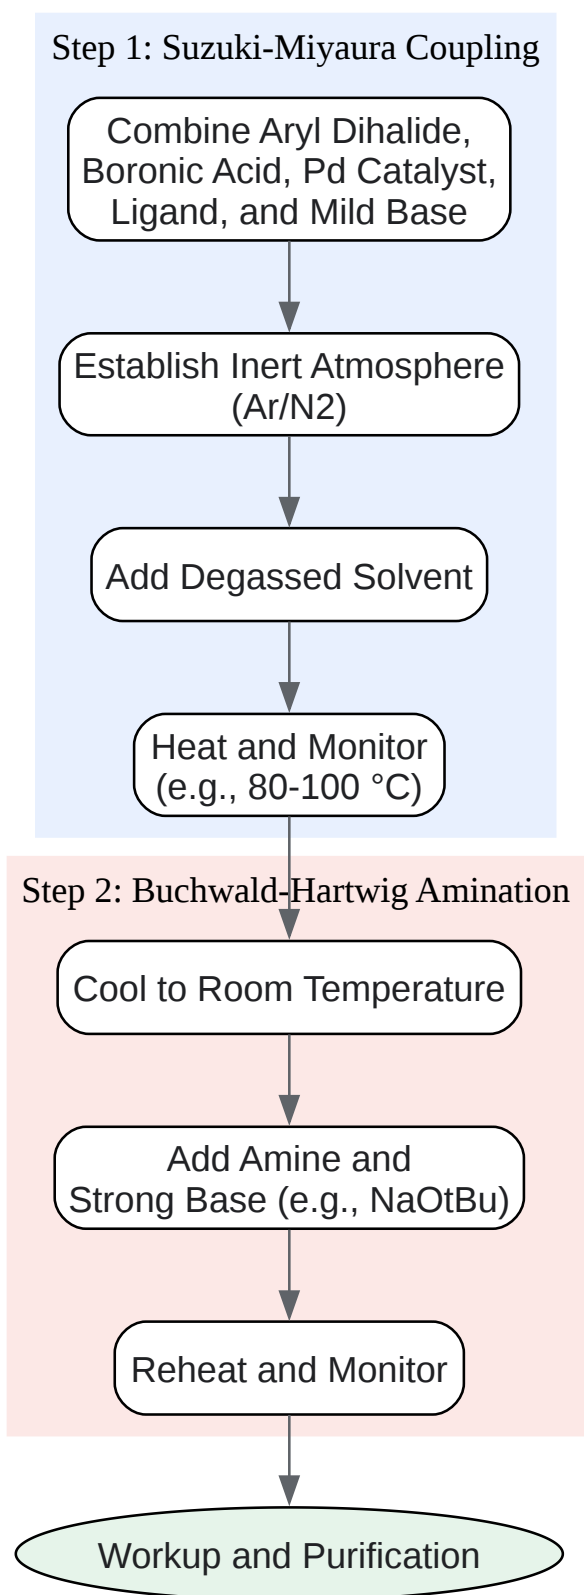 Step 1: Suzuki-Miyaura Coupling
Combine Aryl Dihalide,
Boronic Acid, Pd Catalyst,
Ligand, and Mild Base
Establish Inert Atmosphere
(Ar/N2)
Add Degassed Solvent
Heat and Monitor
(e.g., 80-100 °C)
Step 2: Buchwald-Hartwig Amination
Cool to Room Temperature
Add Amine and
Strong Base (e.g., NaOtBu)
Reheat and Monitor
Workup and Purification